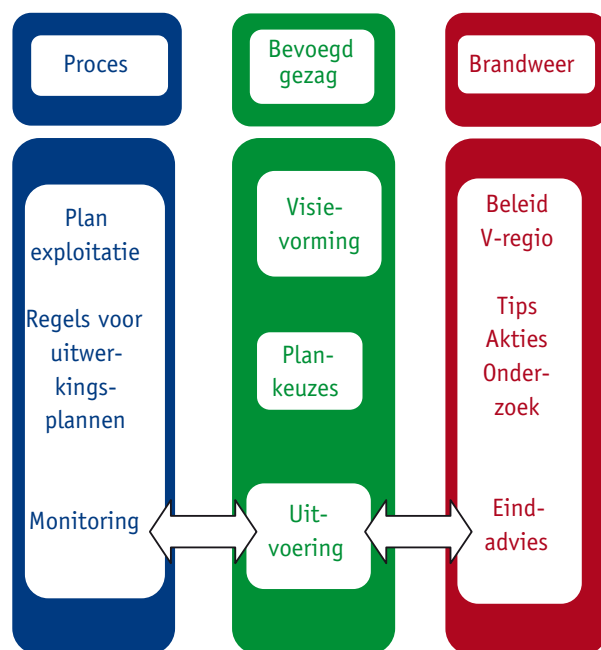 Proces
Bevoegd
gezag
Brandweer
Plan
exploitatie
Regels voor
uitwer-
kings-
plannen
Monitoring
Visie-
vorming
Plan-
keuzes
Uit-
voering
Beleid
V-regio
Tips
Akties
Onder-
zoek
Eind-
advies